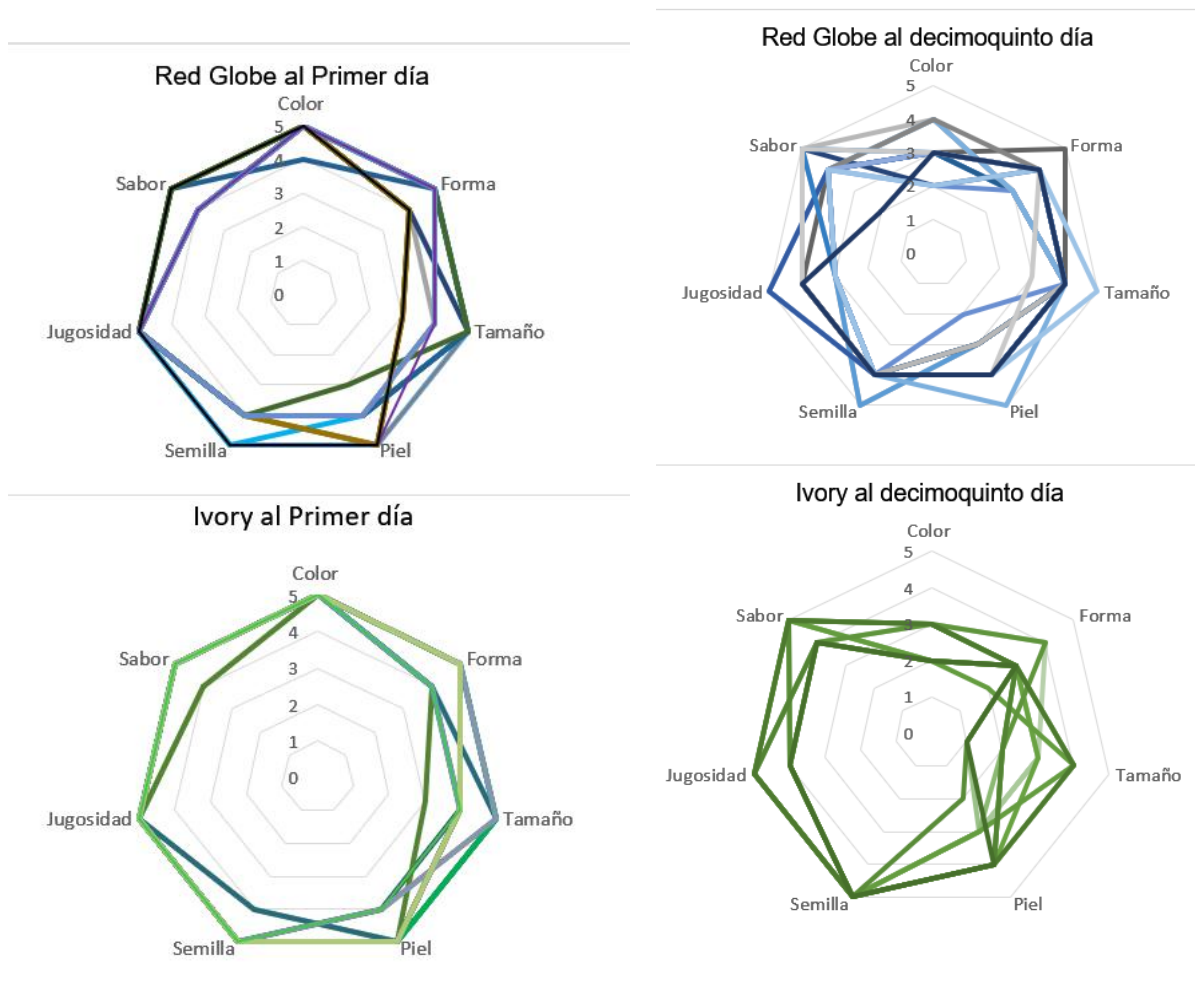 Red Globe al Primer día
Color
5
4
3
2
1
0
Forma
Tamaño
Piel
Semilla
Jugosidad
Sabor
Red Globe al decimoquinto día
Color
5
4
3
2
1
0
Forma
Tamaño
Piel
Semilla
Jugosidad
Sabor
Ivory al Primer día
Color
5
4
3
2
1
0
Forma
Tamaño
Piel
Semilla
Jugosidad
Sabor
Ivory al decimoquinto día
Color
5
4
3
2
1
0
Forma
Tamaño
Piel
Semilla
Jugosidad
Sabor